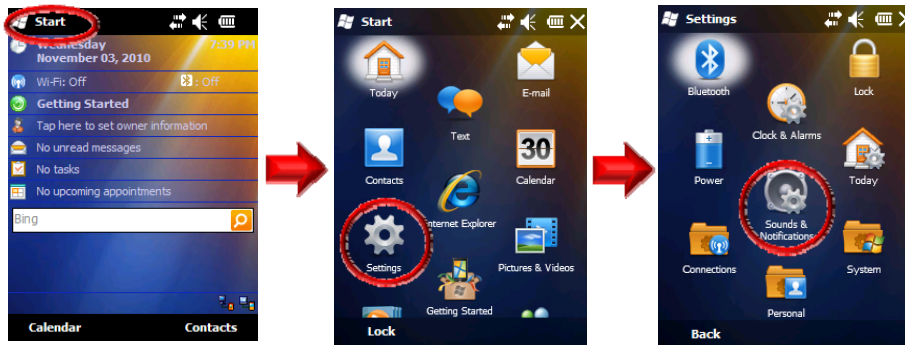 Start
Wednesday
November 03, 2010
7:39 PM
Wi-Fi: Off
: Off
Getting Started
Tap here to set owner information
No unread messages
No tasks
No upcoming appointments
Bing
Calendar
Contacts
Start
Today
E-mail
Text
30
Contacts
Calendar
Internet Explorer
Settings
Pictures & Videos
Getting Started
Lock
Settings
Bluetooth
Lock
Clock & Alarms
Power
Today
Sounds &
Notifications
Connections
System
Personal
Back